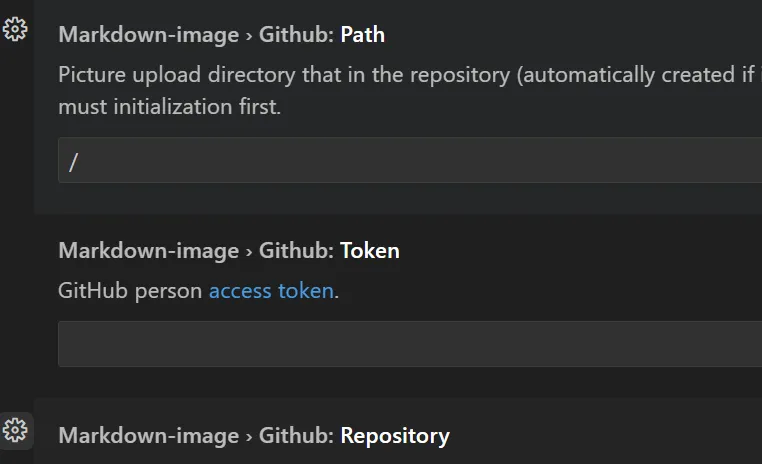 Markdown-image › Github: Path
Picture upload directory that in the repository (automatically created if
must initialization first.
/
Markdown-image › Github: Token
GitHub person access token.
Markdown-image › Github: Repository